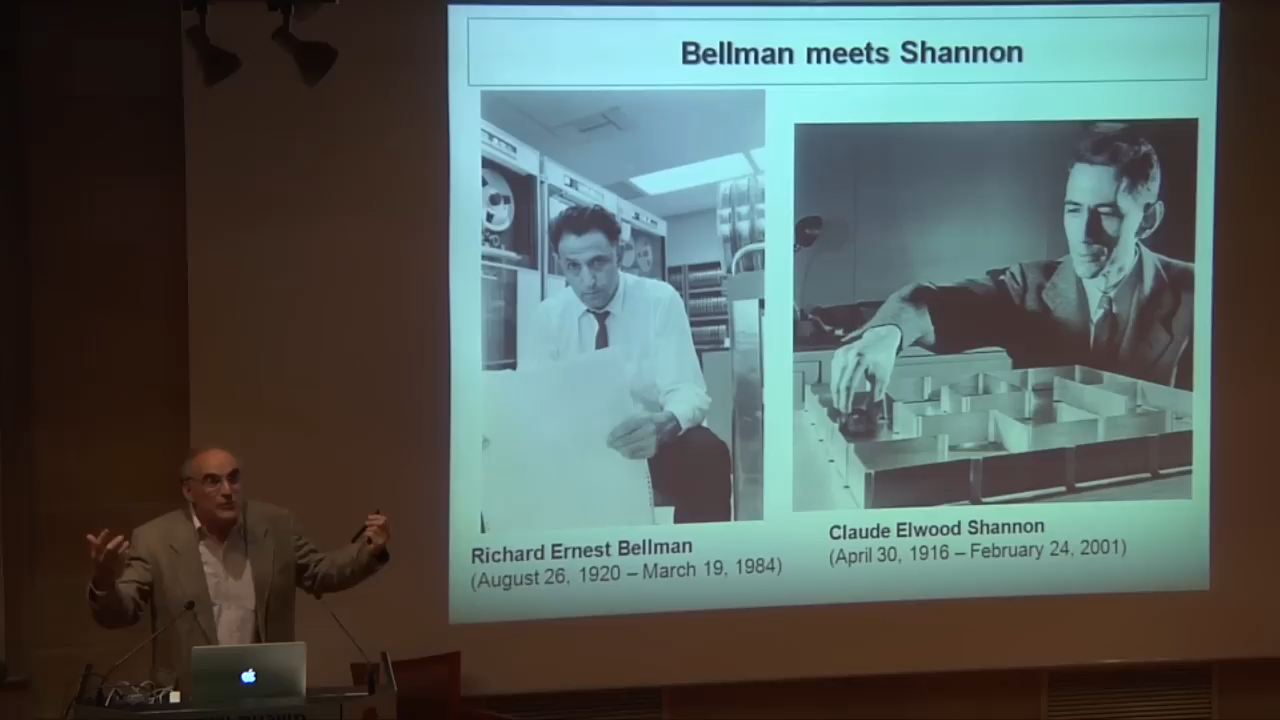 Bellman meets Shannon
Richard Ernest Bellman
(August 26, 1920 – March 19, 1984)
Claude Elwood Shannon
(April 30, 1916 – February 24, 2001)